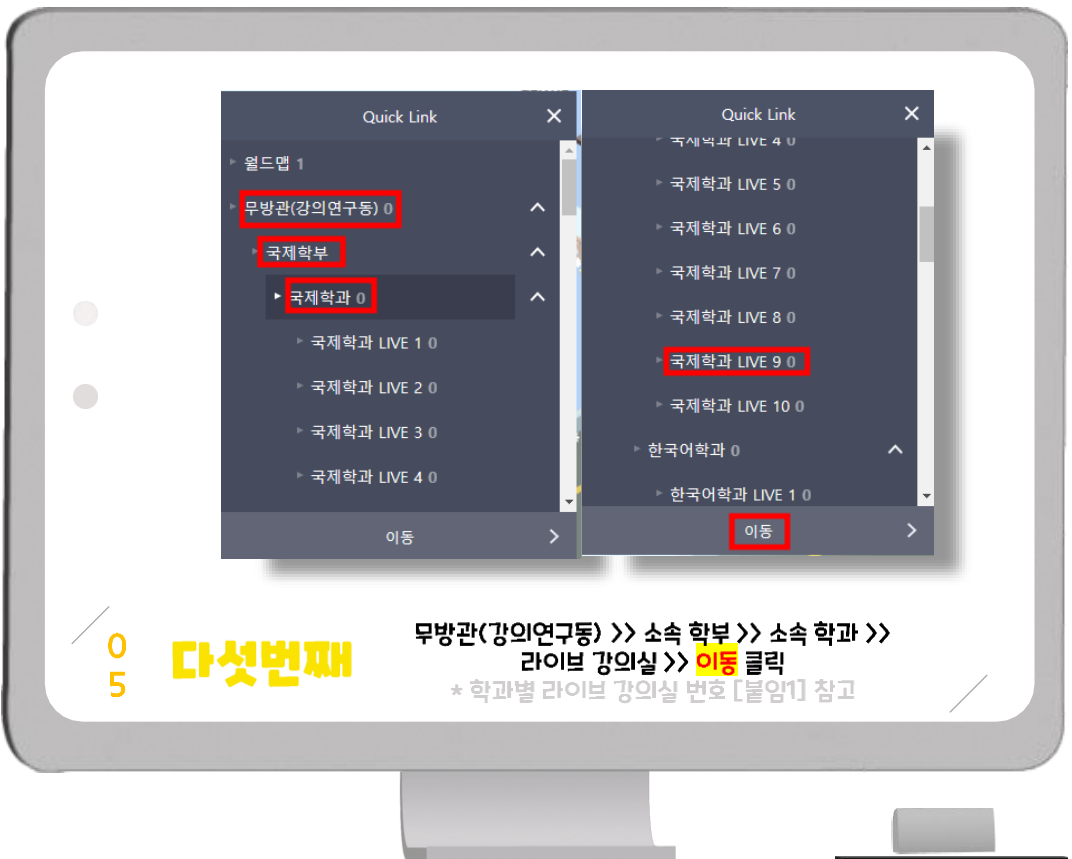 Quick Link ×
월드맵 1
무방관(강의연구동) 0
국제학부
국제학과 0
국제학과 LIVE 1 0
국제학과 LIVE 2 0
국제학과 LIVE 3 0
국제학과 LIVE 4 0
이동
Quick Link ×
국제학과 LIVE 4 0
국제학과 LIVE 5 0
국제학과 LIVE 6 0
국제학과 LIVE 7 0
국제학과 LIVE 8 0
국제학과 LIVE 9 0
국제학과 LIVE 10 0
한국어학과 0
한국어학과 LIVE 1 0
이동
05
다섯번째
무방관(강의연구동) >> 소속 학부 >> 소속 학과 >>
라이브 강의실 >> 이동 클릭
* 학과별 라이브 강의실 번호 [붙임1] 참고